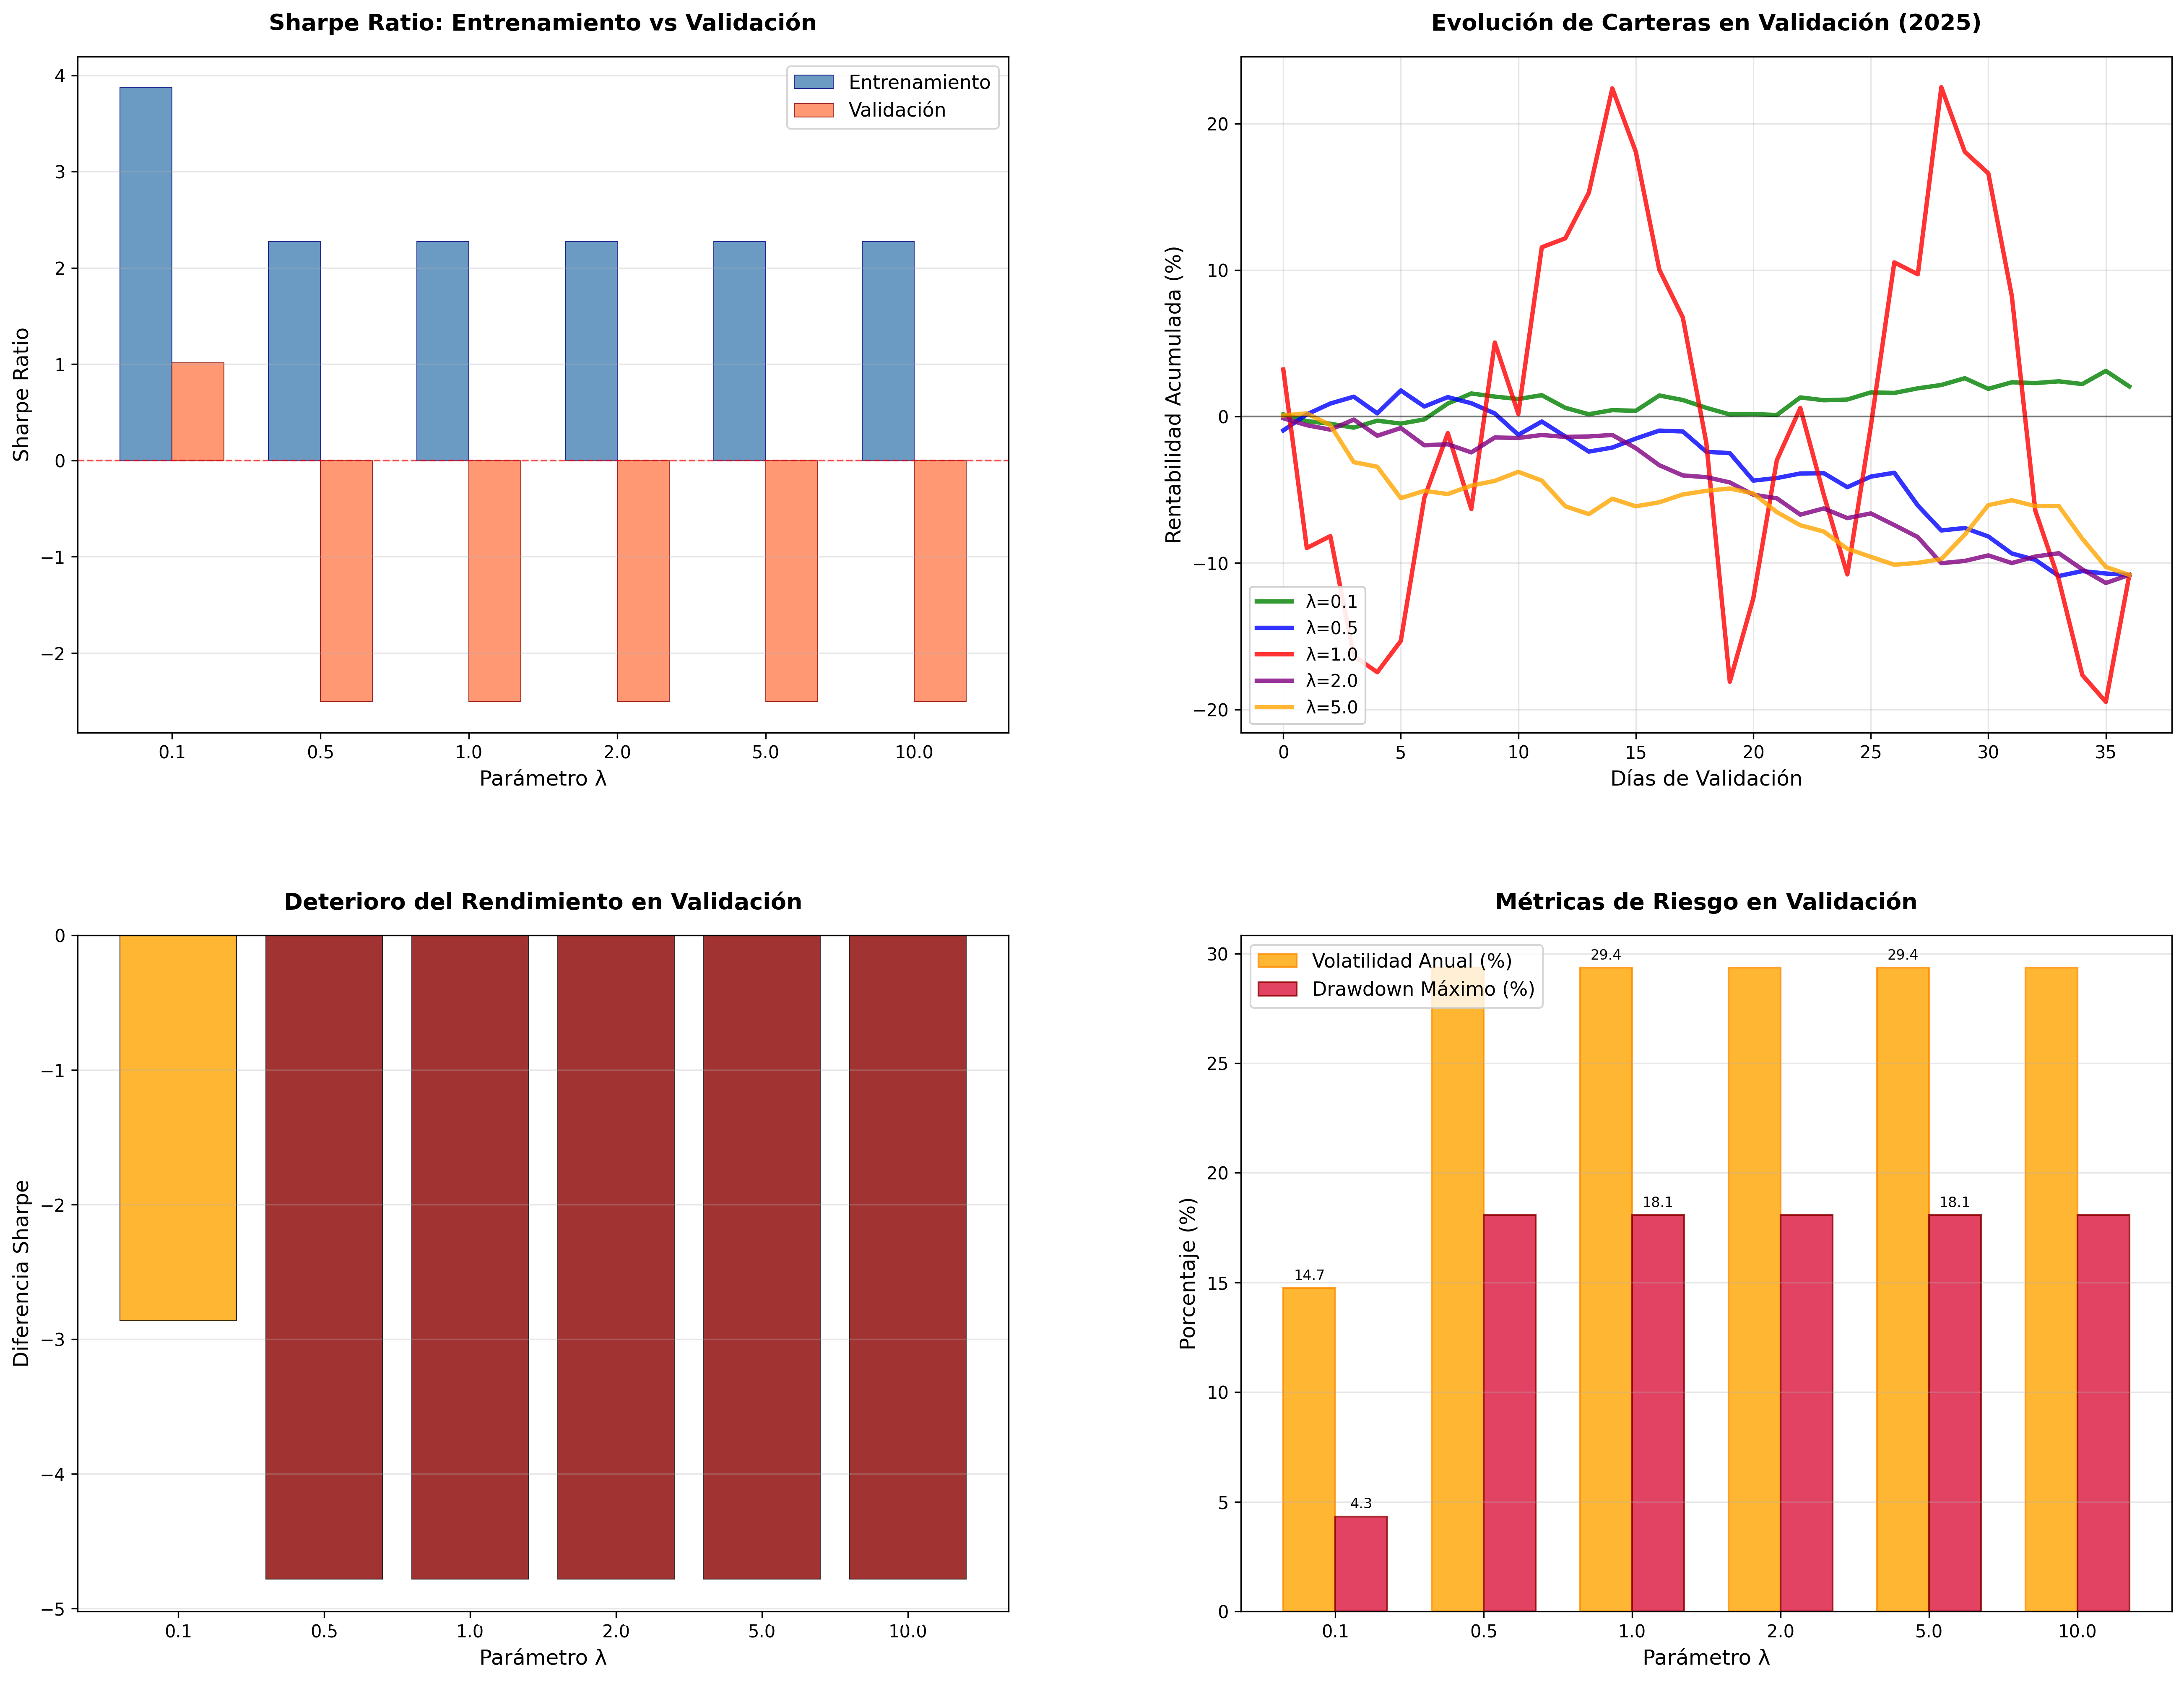 Sharpe Ratio: Entrenamiento vs Validación
Entrenamiento
Validación
Sharpe Ratio
4
3
2
1
0
−1
−2
0.1
0.5
1.0
2.0
5.0
10.0
Parámetro λ
Evolución de Carteras en Validación (2025)
Rentabilidad Acumulada (%)
20
10
0
−10
−20
λ=0.1
λ=0.5
λ=1.0
λ=2.0
λ=5.0
0
5
10
15
20
25
30
35
Días de Validación
Deterioro del Rendimiento en Validación
Diferencia Sharpe
0
−1
−2
−3
−4
−5
0.1
0.5
1.0
2.0
5.0
10.0
Parámetro λ
Métricas de Riesgo en Validación
Volatilidad Anual (%)
Drawdown Máximo (%)
Porcentaje (%)
30
25
20
15
10
5
0
14.7
4.3
29.4
18.1
29.4
18.1
0.1
0.5
1.0
2.0
5.0
10.0
Parámetro λ